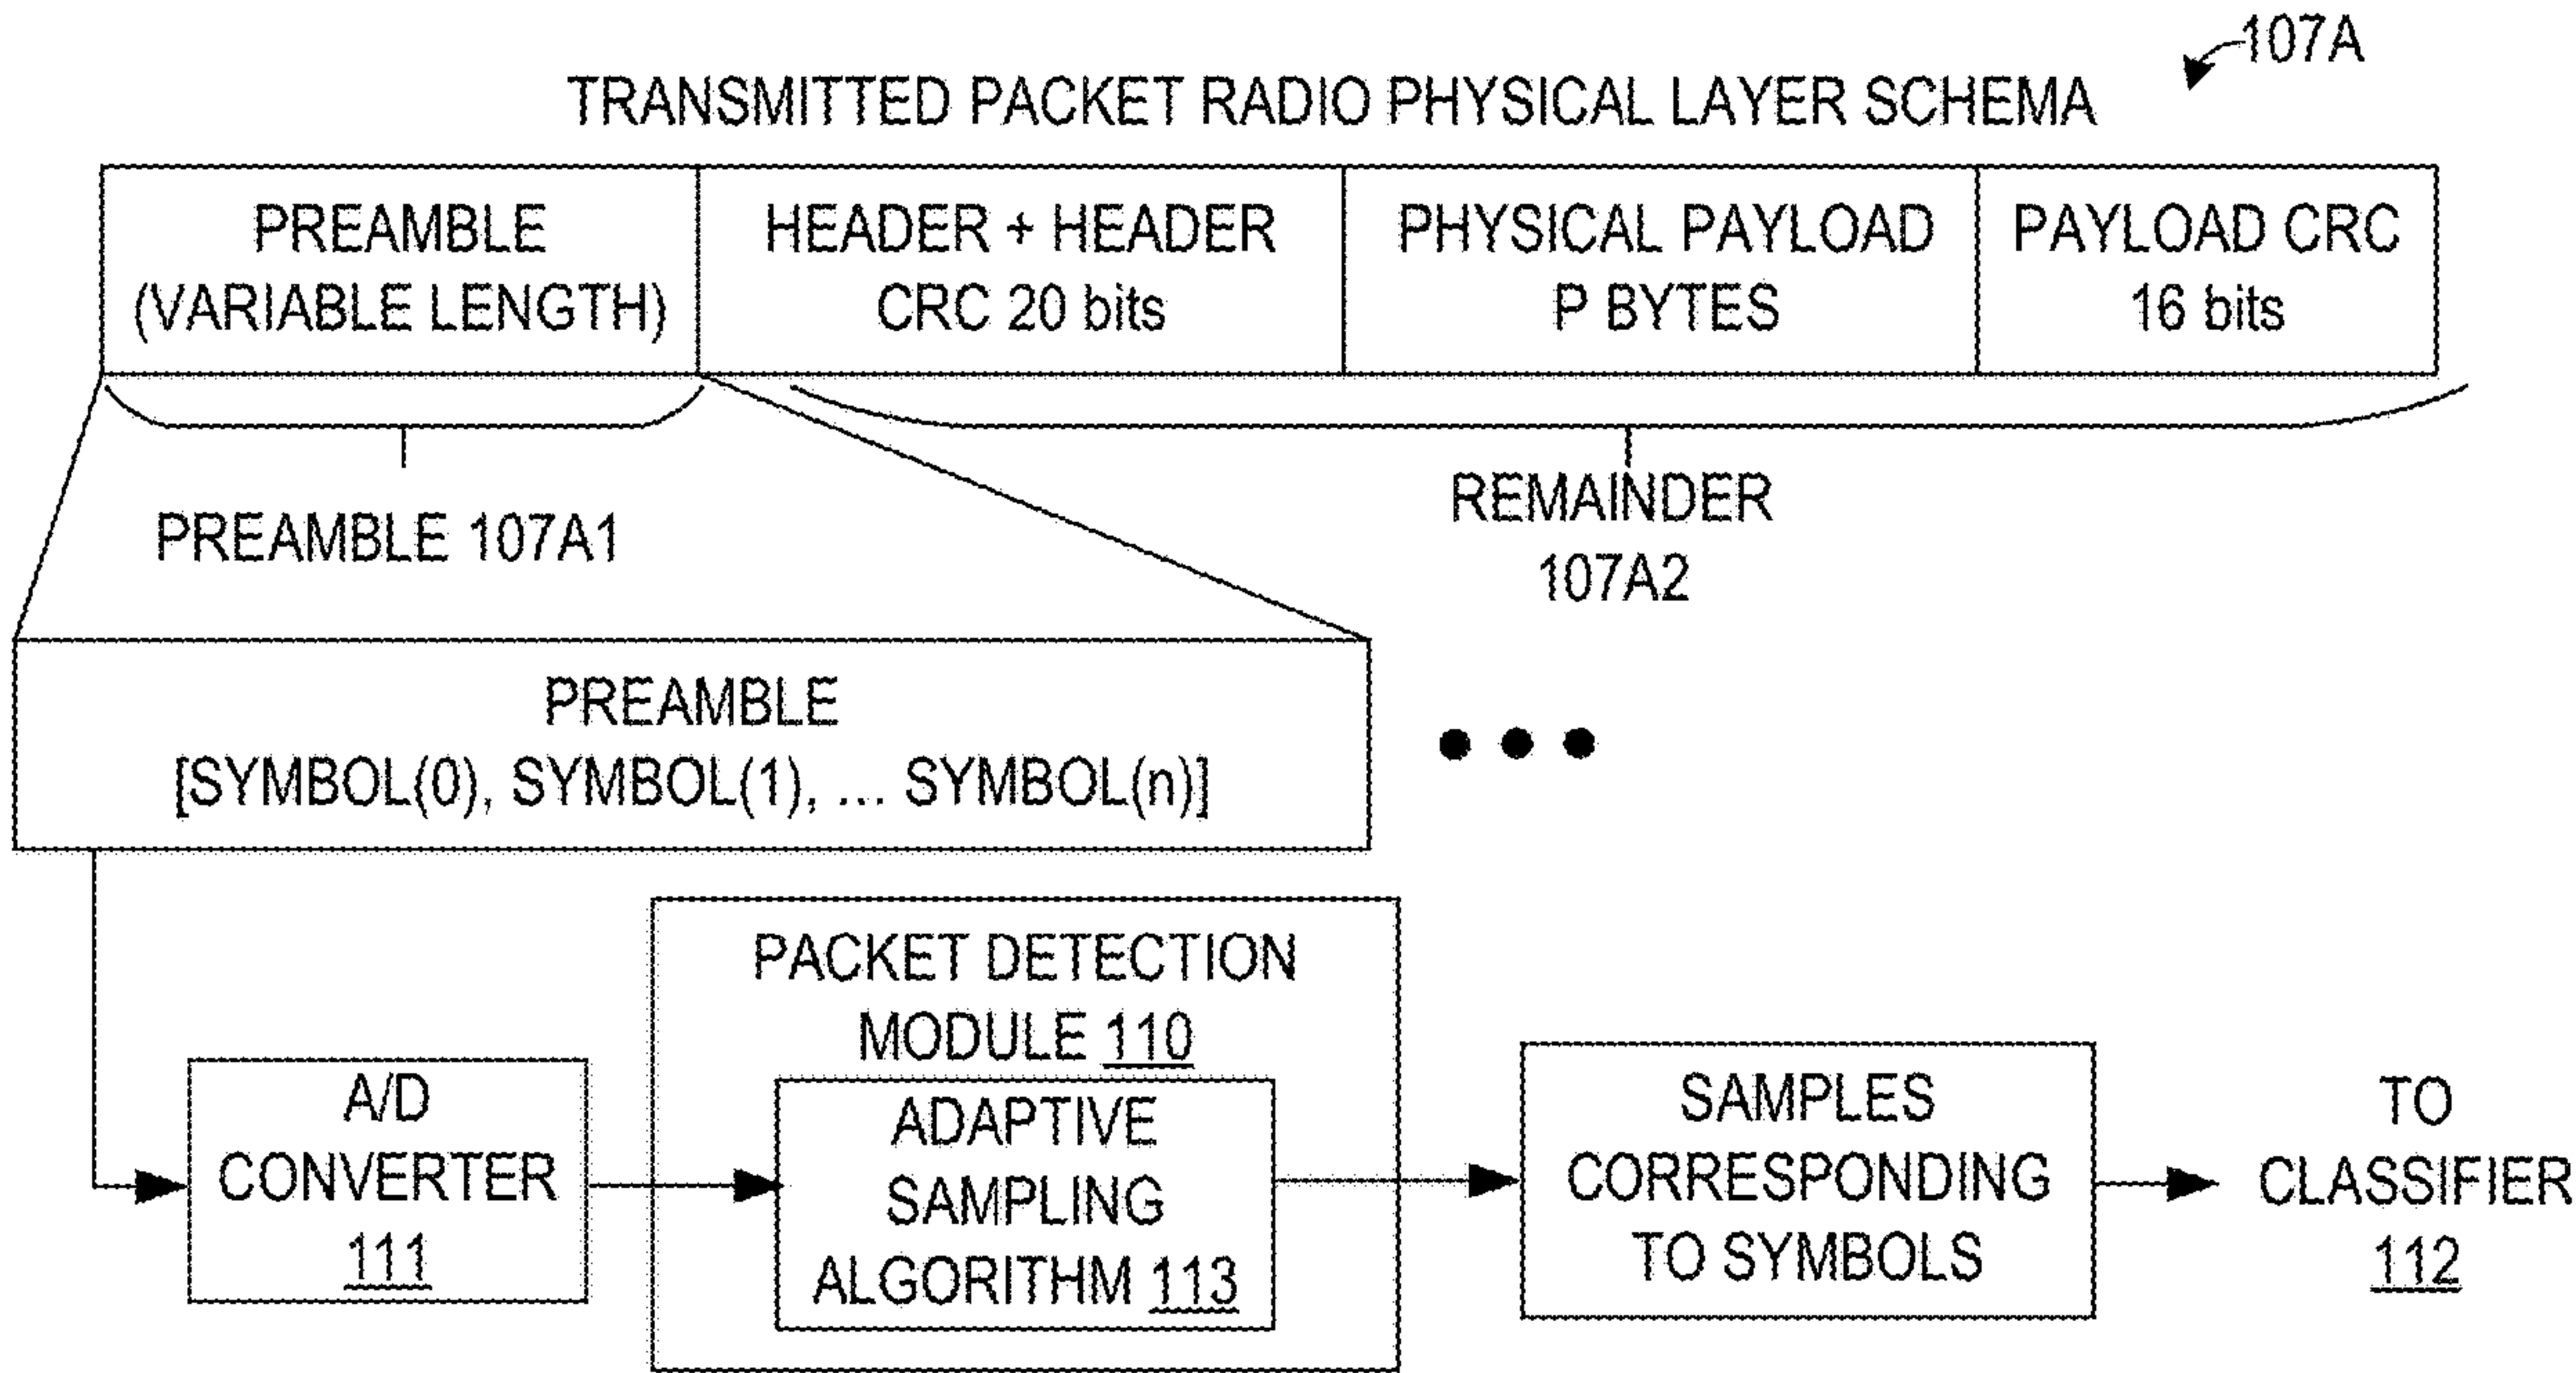 107A
TRANSMITTED PACKET RADIO PHYSICAL LAYER SCHEMA
PREAMBLE
(VARIABLE LENGTH)
HEADER + HEADER
CRC 20 bits
PHYSICAL PAYLOAD
P BYTES
PAYLOAD CRC
16 bits
PREAMBLE 107A1
REMAINDER
107A2
PREAMBLE
[SYMBOL(0), SYMBOL(1), ... SYMBOL(n)]
A/D
CONVERTER
111
PACKET DETECTION
MODULE 110
ADAPTIVE
SAMPLING
ALGORITHM 113
SAMPLES
CORRESPONDING
TO SYMBOLS
TO
CLASSIFIER
112